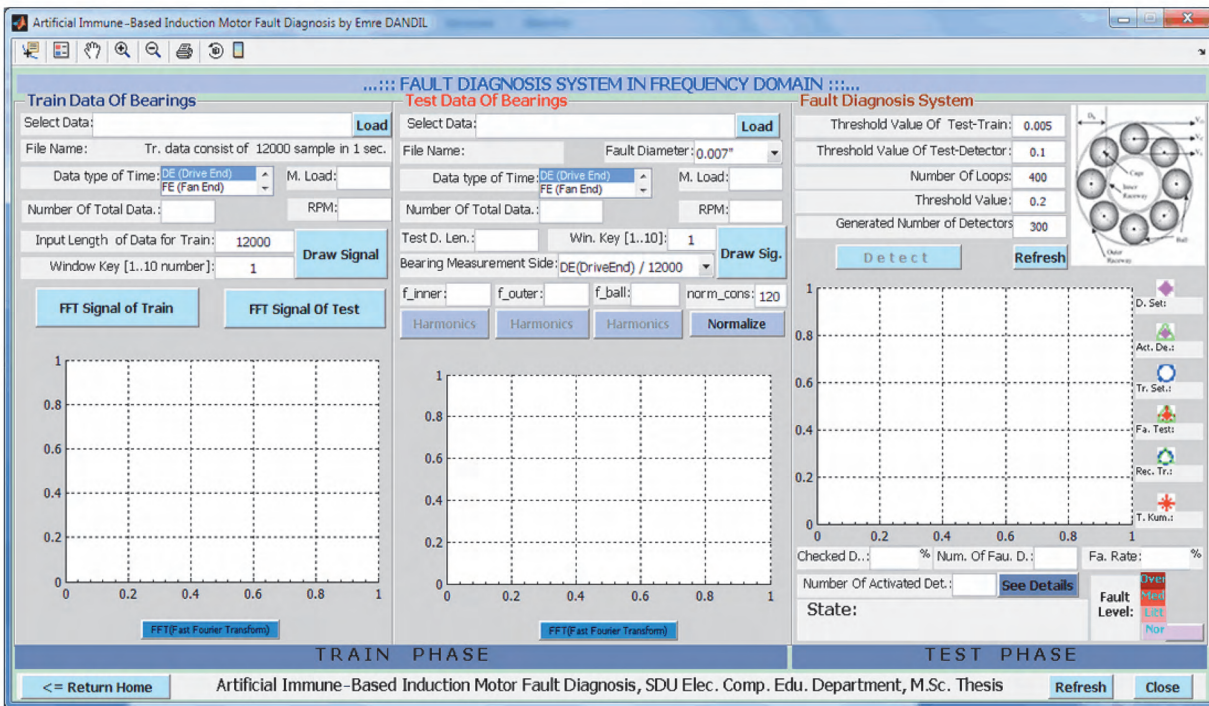 Artificial Immune-Based Induction Motor Fault Diagnosis by Emre DANDIL
...::: FAULT DIAGNOSIS SYSTEM IN FREQUENCY DOMAIN :::...
Train Data Of Bearings
Select Data:
Load
File Name: Tr. data consist of 12000 sample in 1 sec.
Data type of Time: DE (Drive End) M. Load:
FE (Fan End)
Number Of Total Data.: RPM:
Input Length of Data for Train: 12000
Draw Signal
Window Key [1..10 number]: 1
FFT Signal of Train
FFT Signal Of Test
1
0.8
0.6
0.4
0.2
0
0 0.2 0.4 0.6 0.8 1
FFT(Fast Fourier Transform)
Test Data Of Bearings
Select Data:
Load
File Name: Fault Diameter: 0.007"
Data type of Time: DE (Drive End) M. Load:
FE (Fan End)
Number Of Total Data.: RPM:
Test D. Len.: Win. Key [1..10]: 1
Draw Sig.
Bearing Measurement Side: DE(DriveEnd) / 12000
f_inner: f_outer: f_ball: norm_cons: 120
Harmonics Harmonics Harmonics Normalize
1
0.8
0.6
0.4
0.2
0
0 0.2 0.4 0.6 0.8 1
FFT(Fast Fourier Transform)
Fault Diagnosis System
Threshold Value Of Test-Train: 0.005
Threshold Value Of Test-Detector: 0.1
Number Of Loops: 400
Threshold Value: 0.2
Generated Number of Detectors 300
Detect
Refresh
Cage
Inner
Raceway
Ball
Outer
Raceway
1
0.8
0.6
0.4
0.2
0
0 0.2 0.4 0.6 0.8 1
D. Set:
Act. De.:
Tr. Set.:
Fa. Test:
Rec. Tr.:
T. Kum.:
Checked D..: % Num. Of Fau. D.: Fa. Rate: %
Number Of Activated Det.: See Details
State:
Fault
Level:
Over
Med
Nor
TRAIN PHASE
TEST PHASE
<= Return Home
Artificial Immune-Based Induction Motor Fault Diagnosis, SDU Elec. Comp. Edu. Department, M.Sc. Thesis
Refresh
Close